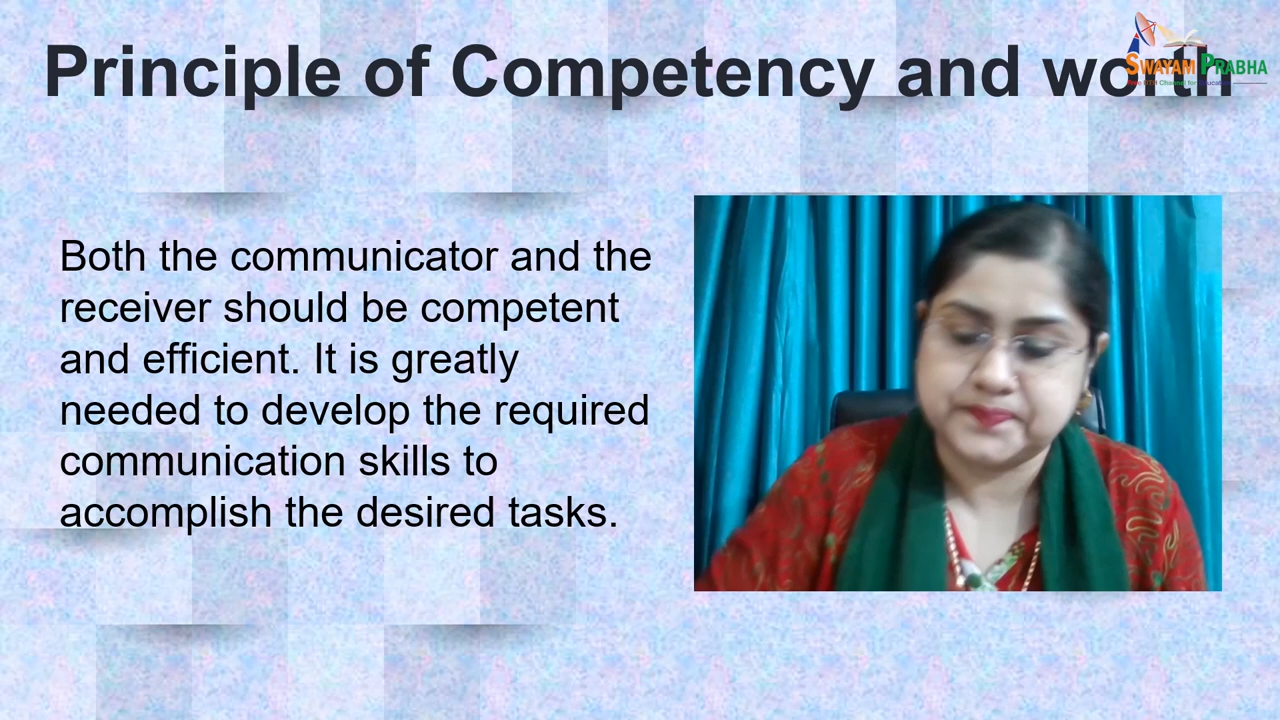 Principle of Competency and worth
SWAYAM PRABHA
Both the communicator and the
receiver should be competent
and efficient. It is greatly
needed to develop the required
communication skills to
accomplish the desired tasks.